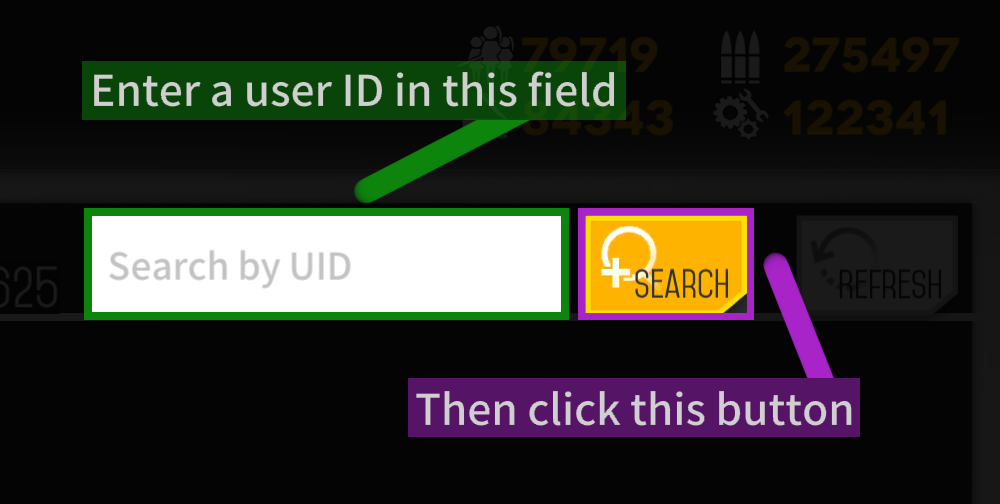 79719
275497
Enter a user ID in this field
84343
122341
Search by UID
SEARCH
REFRESH
625
Then click this button